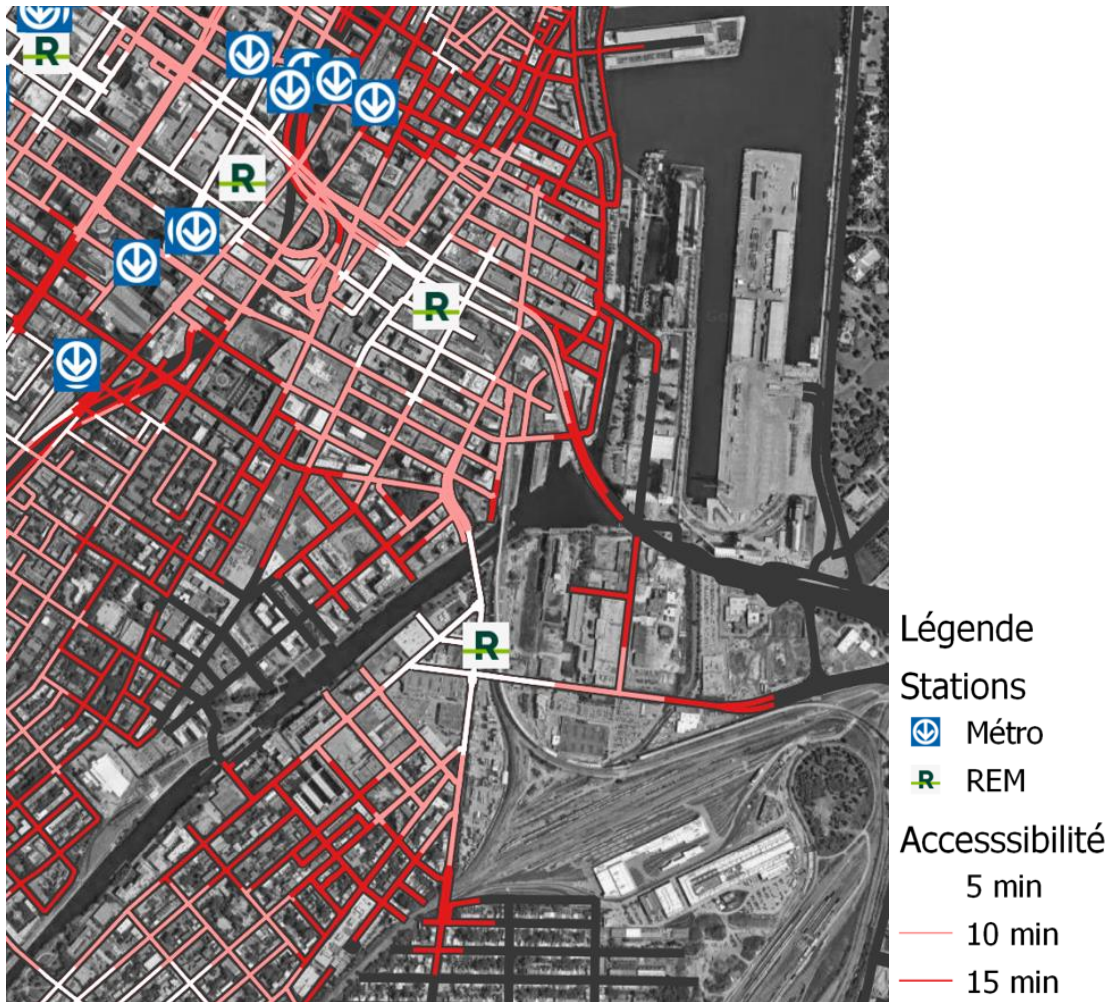 R
R
R
R
Légende
Stations
Métro
R REM
Accesssibilité
5 min
10 min
15 min